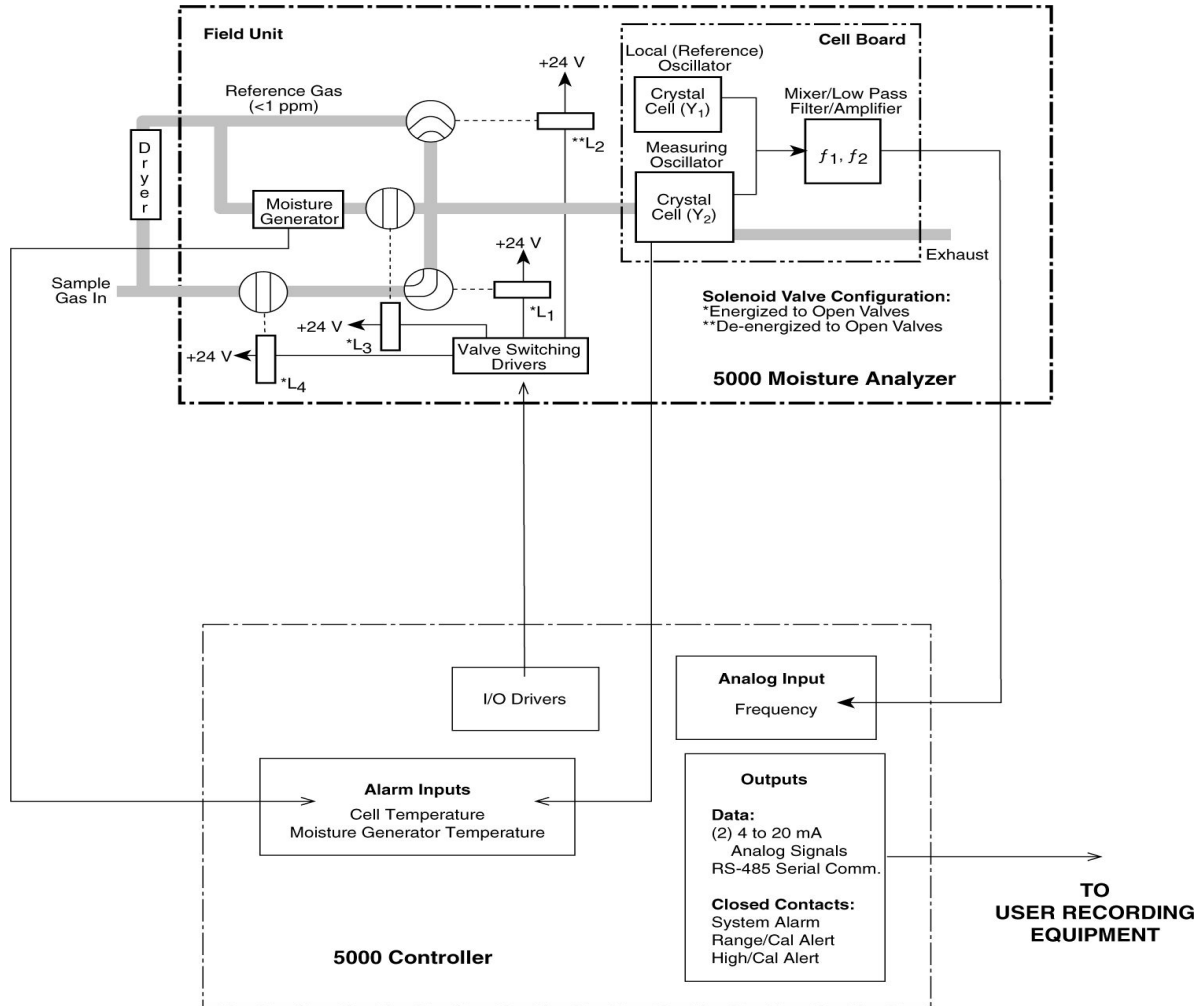 Field Unit
Cell Board
Local (Reference)
Oscillator
+24 V
Reference Gas
(<1 ppm)
Crystal
Cell (Y1)
Mixer/Low Pass
Filter/Amplifier
**L2
Dryer
Measuring
Oscillator
ƒ1, ƒ2
Moisture
Generator
Crystal
Cell (Y2)
+24 V
Exhaust
Sample
Gas In
*L1
Solenoid Valve Configuration:
*Energized to Open Valves
**De-energized to Open Valves
+24 V
*L3
Valve Switching
Drivers
+24 V
*L4
5000 Moisture Analyzer
I/O Drivers
Analog Input
Frequency
Alarm Inputs
Cell Temperature
Moisture Generator Temperature
Outputs
Data:
(2) 4 to 20 mA
Analog Signals
RS-485 Serial Comm.
Closed Contacts:
System Alarm
Range/Cal Alert
High/Cal Alert
TO
USER RECORDING
EQUIPMENT
5000 Controller